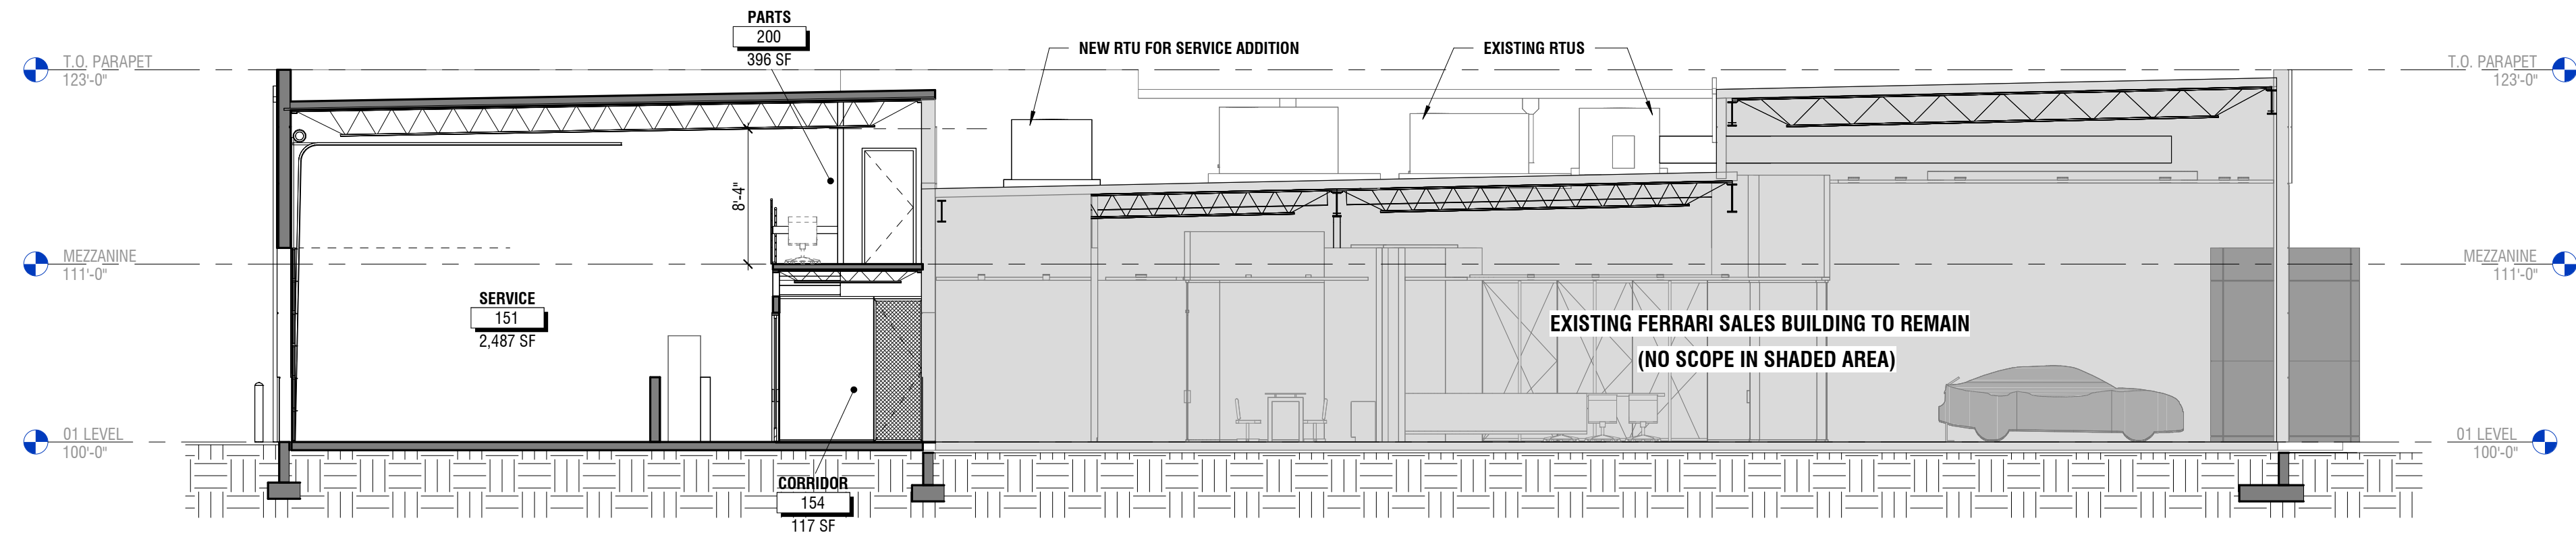 PARTS
200
396 SF
NEW RTU FOR SERVICE ADDITION
EXISTING RTUS
T.O. PARAPET
123'-0"
T.O. PARAPET
123'-0"
8'-4"
MEZZANINE
111'-0"
MEZZANINE
111'-0"
SERVICE
151
2,487 SF
EXISTING FERRARI SALES BUILDING TO REMAIN
(NO SCOPE IN SHADED AREA)
01 LEVEL
100'-0"
01 LEVEL
100'-0"
CORRIDOR
154
117 SF